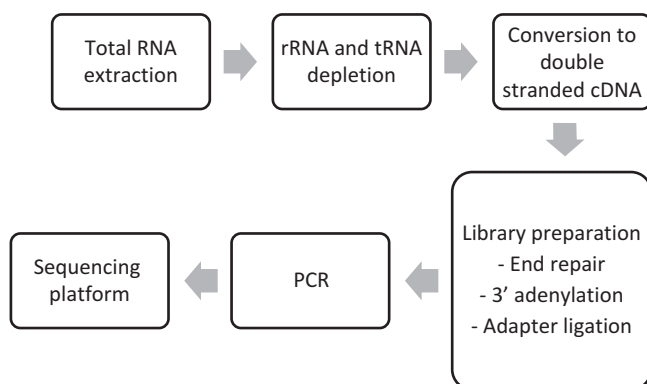 Total RNA
extraction
rRNA and tRNA
depletion
Conversion to
double
stranded cDNA
Library preparation
- End repair
- 3’ adenylation
- Adapter ligation
PCR
Sequencing
platform